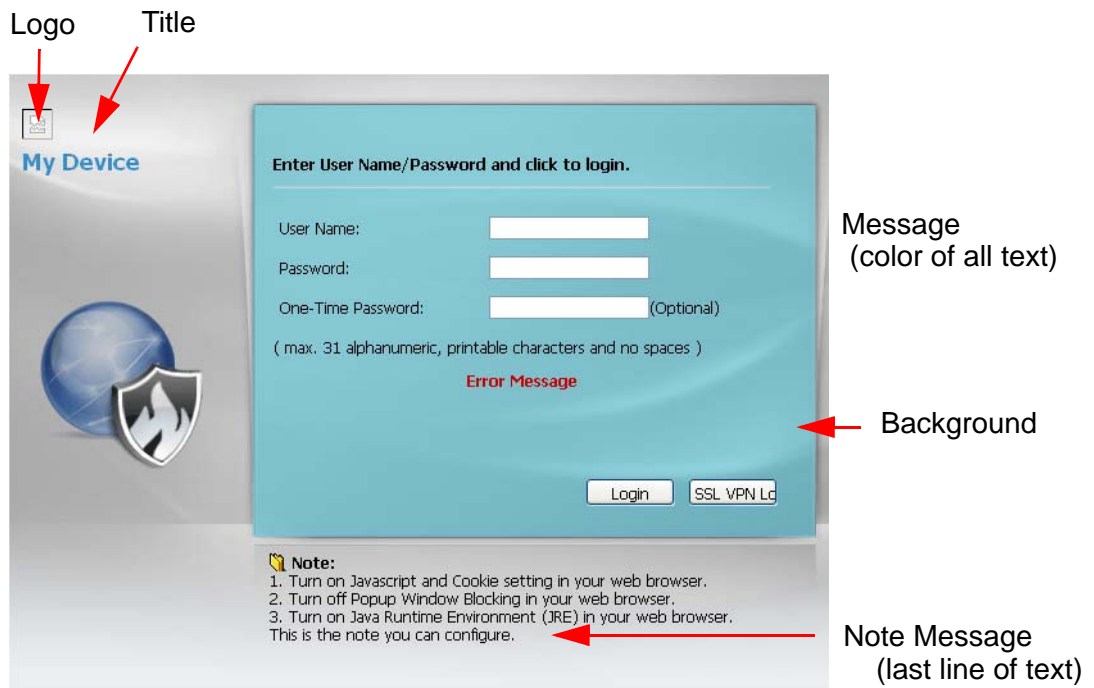 Logo
Title
My Device
Enter User Name/Password and click to login.
User Name:
Password:
One-Time Password:
(Optional)
( max. 31 alphanumeric, printable characters and no spaces )
Error Message
Login
SSL VPN Lo
Message
(color of all text)
Background
Note:
1. Turn on Javascript and Cookie setting in your web browser.
2. Turn off Popup Window Blocking in your web browser.
3. Turn on Java Runtime Environment (JRE) in your web browser.
This is the note you can configure.
Note Message
(last line of text)